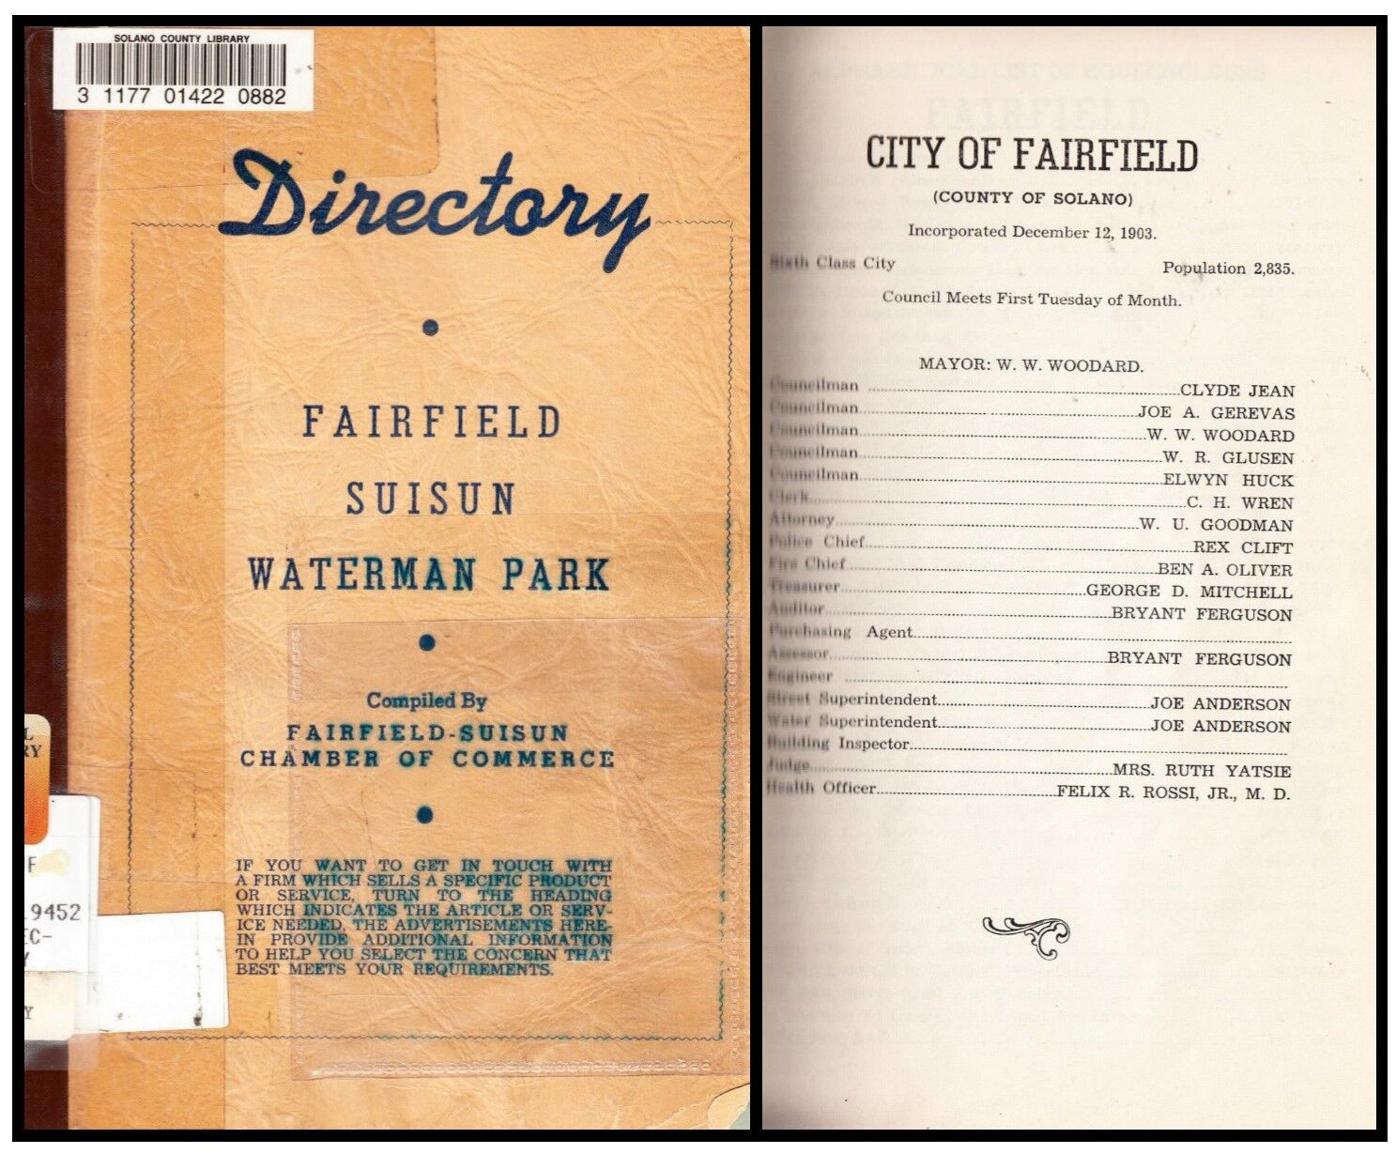 SOLANO COUNTY LIBRARY
3 1177 01422 0882
Directory
FAIRFIELD
SUISUN
WATERMAN PARK
Compiled By
FAIRFIELD-SUISUN
CHAMBER OF COMMERCE
IF YOU WANT TO GET IN TOUCH WITH
A FIRM WHICH SELLS A SPECIFIC PRODUCT
OR SERVICE, TURN TO THE HEADING
WHICH INDICATES THE ARTICLE OR SERV-
ICE NEEDED. THE ADVERTISEMENTS HERE-
IN PROVIDE ADDITIONAL INFORMATION
TO HELP YOU SELECT THE CONCERN THAT
BEST MEETS YOUR REQUIREMENTS.
L
RY
F
9452
EC-
Y
CITY OF FAIRFIELD
(COUNTY OF SOLANO)
Incorporated December 12, 1903.
Sixth Class City Population 2,835.
Council Meets First Tuesday of Month.
MAYOR: W. W. WOODARD.
Councilman CLYDE JEAN
Councilman JOE A. GEREVAS
Councilman W. W. WOODARD
Councilman W. R. GLUSEN
Councilman ELWYN HUCK
Clerk C. H. WREN
Attorney W. U. GOODMAN
Police Chief REX CLIFT
Fire Chief BEN A. OLIVER
Treasurer GEORGE D. MITCHELL
Auditor BRYANT FERGUSON
Purchasing Agent
Assessor BRYANT FERGUSON
Engineer
Street Superintendent JOE ANDERSON
Water Superintendent JOE ANDERSON
Building Inspector
Judge MRS. RUTH YATSIE
Health Officer FELIX R. ROSSI, JR., M. D.